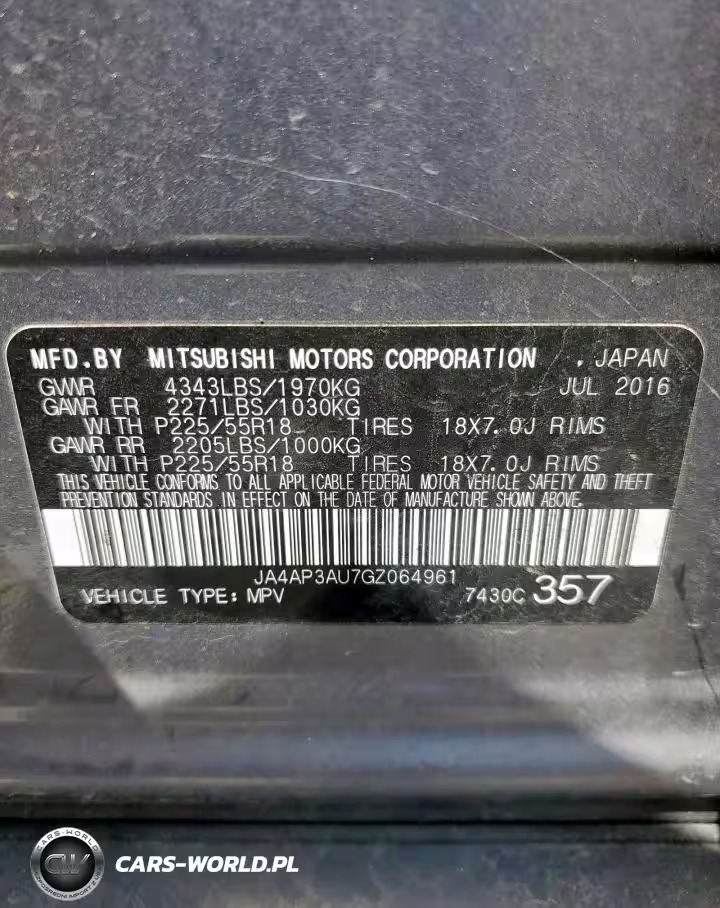 MFD.BY MITSUBISHI MOTORS CORPORATION . JAPAN
GVWR 4343LBS/1970KG JUL 2016
GAWR FR 2271LBS/1030KG
WITH P225/55R18 TIRES 18X7.0J RIMS
GAWR RR 2205LBS/1000KG
WITH P225/55R18 TIRES 18X7.0J RIMS
THIS VEHICLE CONFORMS TO ALL APPLICABLE FEDERAL MOTOR VEHICLE SAFETY AND THEFT
PREVENTION STANDARDS IN EFFECT ON THE DATE OF MANUFACTURE SHOWN ABOVE.
JA4AP3AU7GZ064961
VEHICLE TYPE: MPV 7430C 357
CARS-WORLD
CW
CARS-WORLD.PL